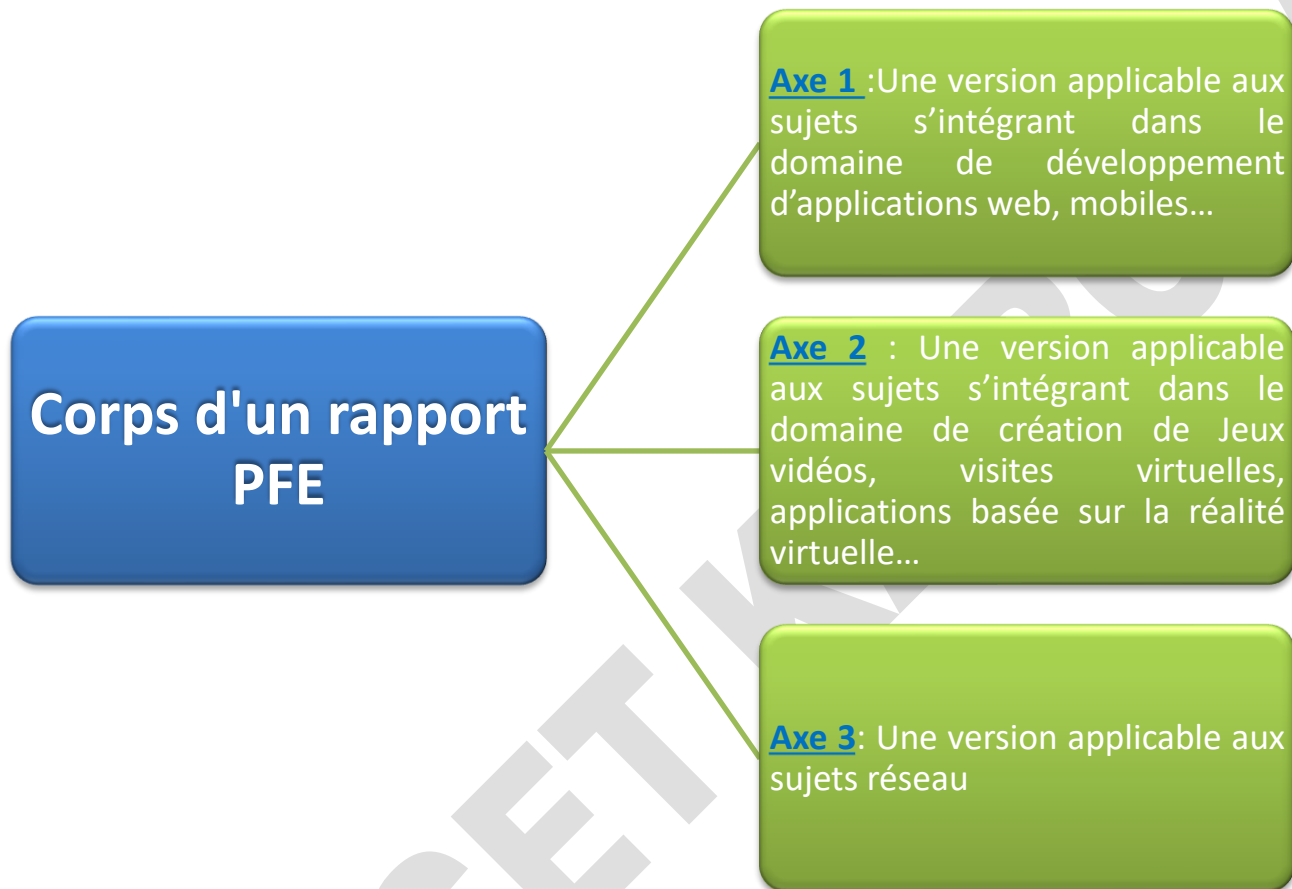 Axe 1 :Une version applicable aux
sujets s’intégrant dans le
domaine de développement
d’applications web, mobiles…
Corps d'un rapport
PFE
Axe 2 : Une version applicable
aux sujets s’intégrant dans le
domaine de création de Jeux
vidéos, visites virtuelles,
applications basée sur la réalité
virtuelle…
Axe 3: Une version applicable aux
sujets réseau